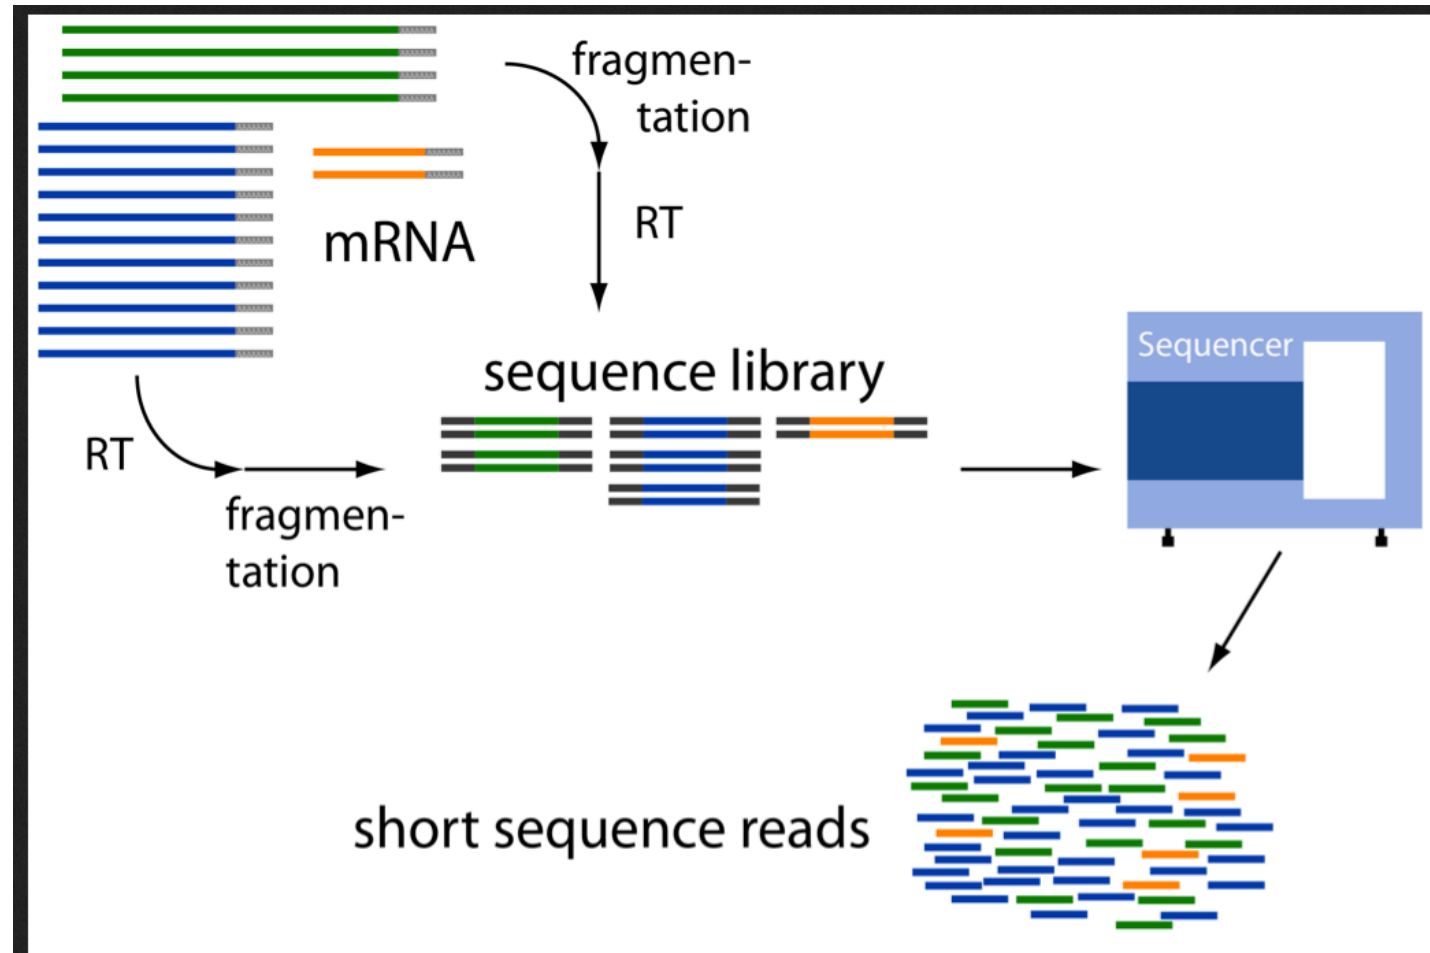 fragmen-
tation
RT
mRNA
sequence library
Sequencer
RT
fragmen-
tation
short sequence reads